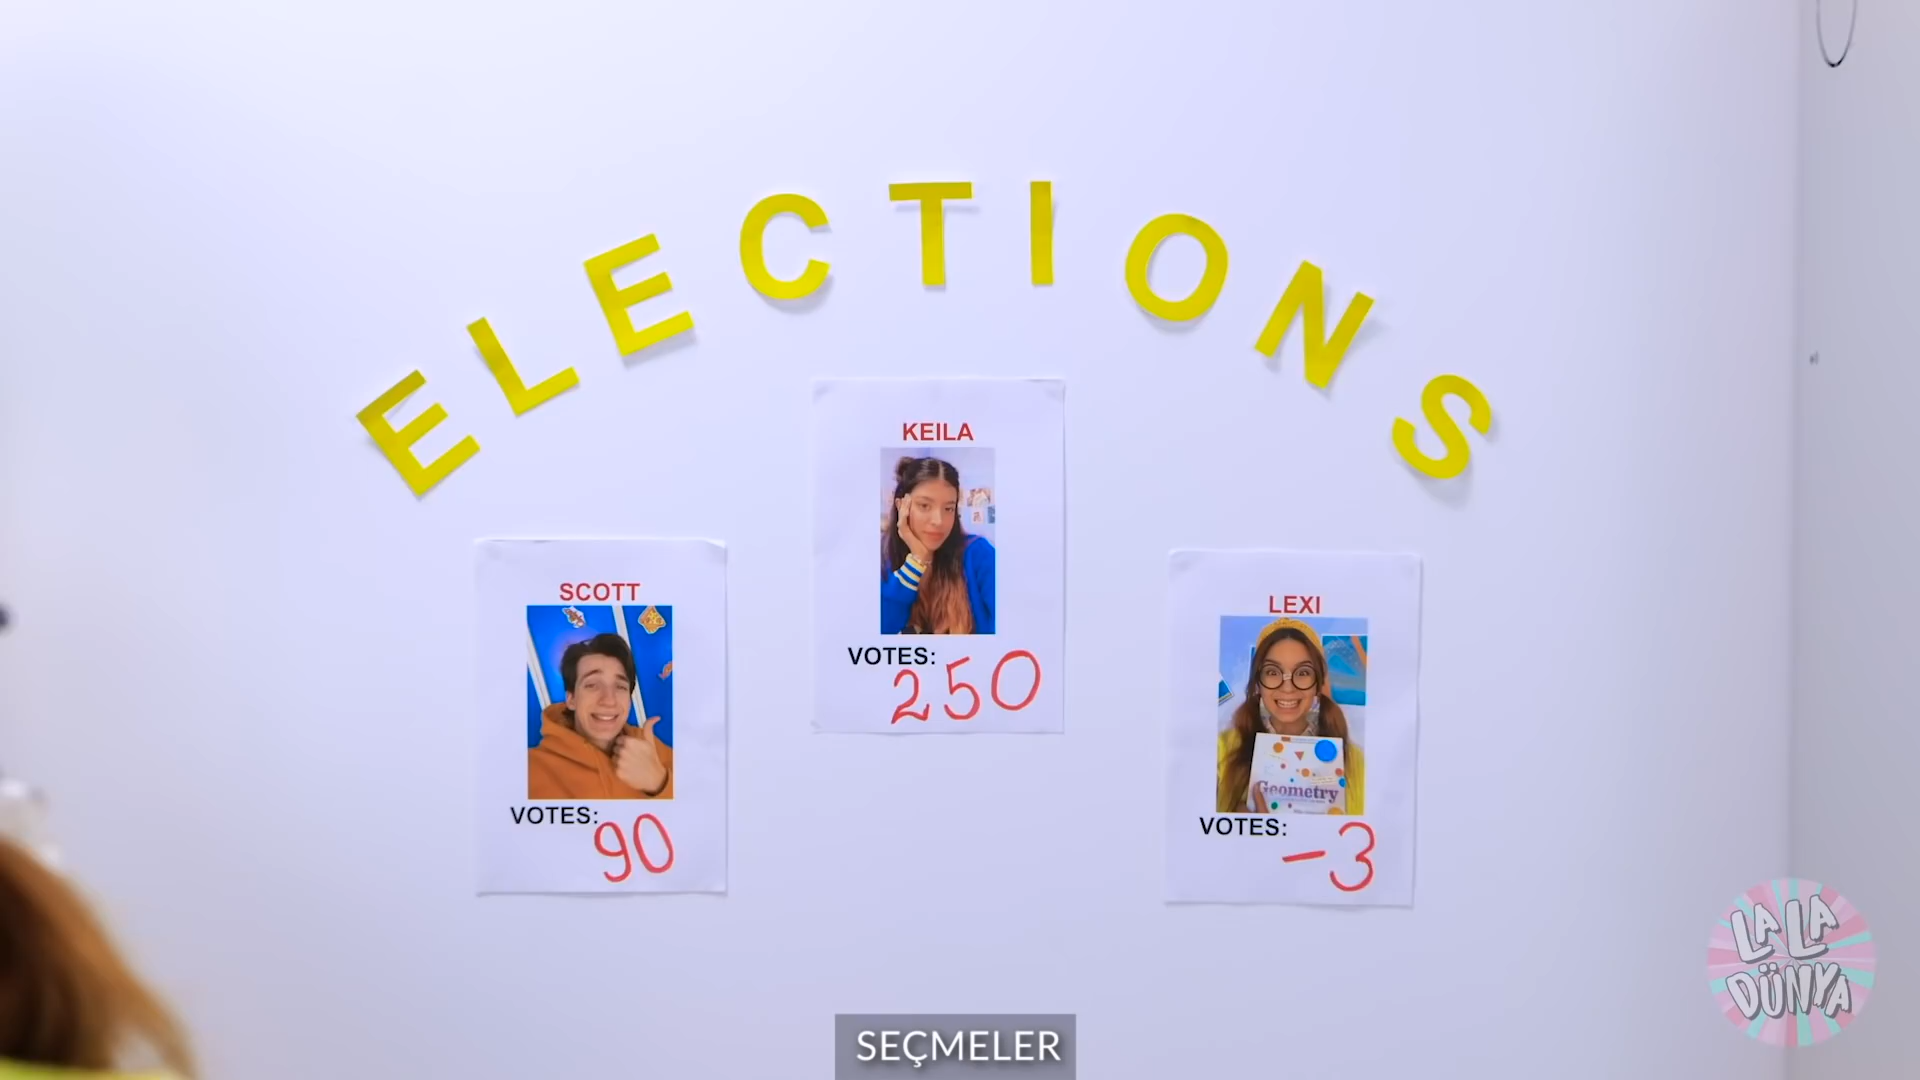 ELECTIONS
KEILA
VOTES:
250
SCOTT
VOTES:
90
LEXI
Geometry
VOTES:
-3
LA LA
DÜNYA
SEÇMELER